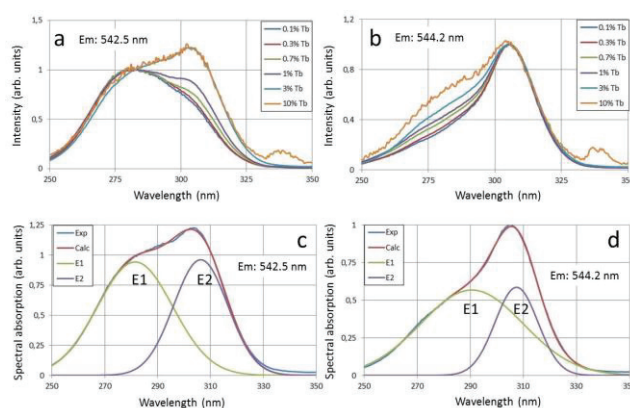 a
Em: 542.5 nm
0.1% Tb
0.3% Tb
0.7% Tb
1% Tb
3% Tb
10% Tb
Intensity (arb. units)
1,5
1
0,5
0
250 275 300 325 350
Wavelength (nm)
b
Em: 544.2 nm
0.1% Tb
0.3% Tb
0.7% Tb
1% Tb
3% Tb
10% Tb
Intensity (arb. units)
1,2
0,8
0,4
0
250 275 300 325 350
Wavelength (nm)
c
Em: 542.5 nm
Exp
Calc
E1
E2
E1
E2
Spectral absorption (arb. units)
1,25
1
0,75
0,5
0,25
0
250 270 290 310 330 350
Wavelength (nm)
d
Em: 544.2 nm
Exp
Calc
E1
E2
E1
E2
Spectral absorption (arb. units)
1
0,75
0,5
0,25
0
250 270 290 310 330 350
Wavelength (nm)